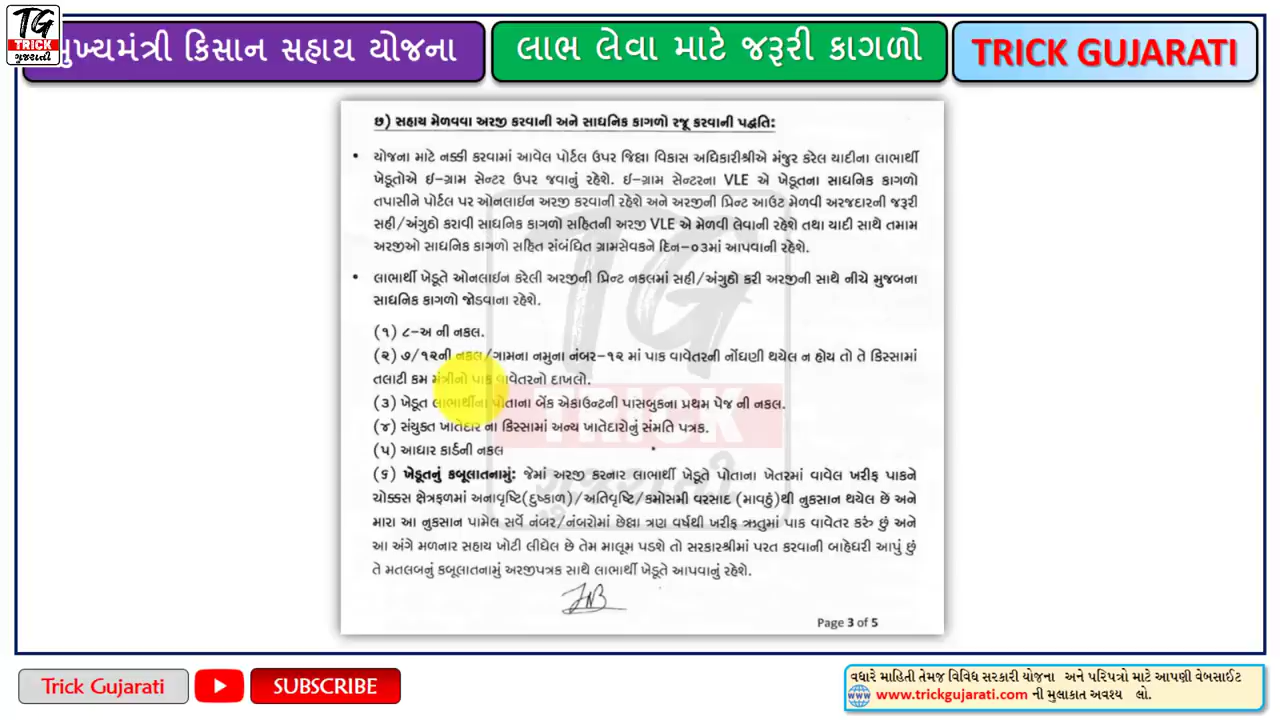 TG
TRICK
ગુજરાતી
મુખ્યમંત્રી કિસાન સહાય યોજના
લાભ લેવા માટે જરૂરી કાગળો
TRICK GUJARATI
છ) સહાય મેળવવા અરજી કરવાની અને સાધનિક કાગળો રજૂ કરવાની પદ્ધતિ:
• યોજના માટે નક્કી કરવામાં આવેલ પોર્ટલ ઉપર જિલ્લા વિકાસ અધિકારીશ્રીએ મંજુર કરેલ યાદીના લાભાર્થી
ખેડૂતોએ ઈ-ગ્રામ સેન્ટર ઉપર જવાનું રહેશે. ઈ-ગ્રામ સેન્ટરના VLE એ ખેડૂતના સાધનિક કાગળો
તપાસીને પોર્ટલ પર ઓનલાઈન અરજી કરવાની રહેશે અને અરજીની પ્રિન્ટ આઉટ મેળવી અરજદારની જરૂરી
સહી/અંગુઠો કરાવી સાધનિક કાગળો સહિતની અરજી VLE એ મેળવી લેવાની રહેશે તથા યાદી સાથે તમામ
અરજીઓ સાધનિક કાગળો સહિત સંબંધિત ગ્રામસેવકને દિન-૦૩માં આપવાની રહેશે.
• લાભાર્થી ખેડૂતે ઓનલાઈન કરેલી અરજીની પ્રિન્ટ નકલમાં સહી/અંગુઠો કરી અરજીની સાથે નીચે મુજબના
સાધનિક કાગળો જોડવાના રહેશે.
(૧) ૮-અ ની નકલ.
(૨) ૭/૧૨ની નકલ/ગામના નમુના નંબર-૧૨ માં પાક વાવેતરની નોંધણી થયેલ ન હોય તો તે કિસ્સામાં
તલાટી કમ મંત્રીનો પાક વાવેતરનો દાખલો.
(૩) ખેડૂત લાભાર્થીના પોતાના બેંક એકાઉન્ટની પાસબુકના પ્રથમ પેજ ની નકલ.
(૪) સંયુક્ત ખાતેદાર ના કિસ્સામાં અન્ય ખાતેદારોનું સંમતિ પત્રક.
(૫) આધાર કાર્ડની નકલ
(૬) ખેડૂતનું કબૂલાતનામું: જેમાં અરજી કરનાર લાભાર્થી ખેડૂતે પોતાના ખેતરમાં વાવેલ ખરીફ પાકને
ચોક્કસ ક્ષેત્રફળમાં અનાવૃષ્ટિ(દુષ્કાળ)/અતિવૃષ્ટિ/કમોસમી વરસાદ (માવઠું)થી નુકસાન થયેલ છે અને
મારા આ નુકસાન પામેલ સર્વે નંબર/નંબરોમાં છેલ્લા ત્રણ વર્ષથી ખરીફ ઋતુમાં પાક વાવેતર કરું છું અને
આ અંગે મળનાર સહાય ખોટી લીધેલ છે તેમ માલૂમ પડશે તો સરકારશ્રીમાં પરત કરવાની બાહેધરી આપું છું
તે મતલબનું કબૂલાતનામું અરજીપત્રક સાથે લાભાર્થી ખેડૂતે આપવાનું રહેશે.
Page 3 of 5
TG
TRICK
ગુજરાતી
Trick Gujarati
SUBSCRIBE
વધારે માહિતી તેમજ વિવિધ સરકારી યોજના અને પરિપત્રો માટે આપણી વેબસાઈટ
www.trickgujarati.com ની મુલાકાત અવશ્ય લો.